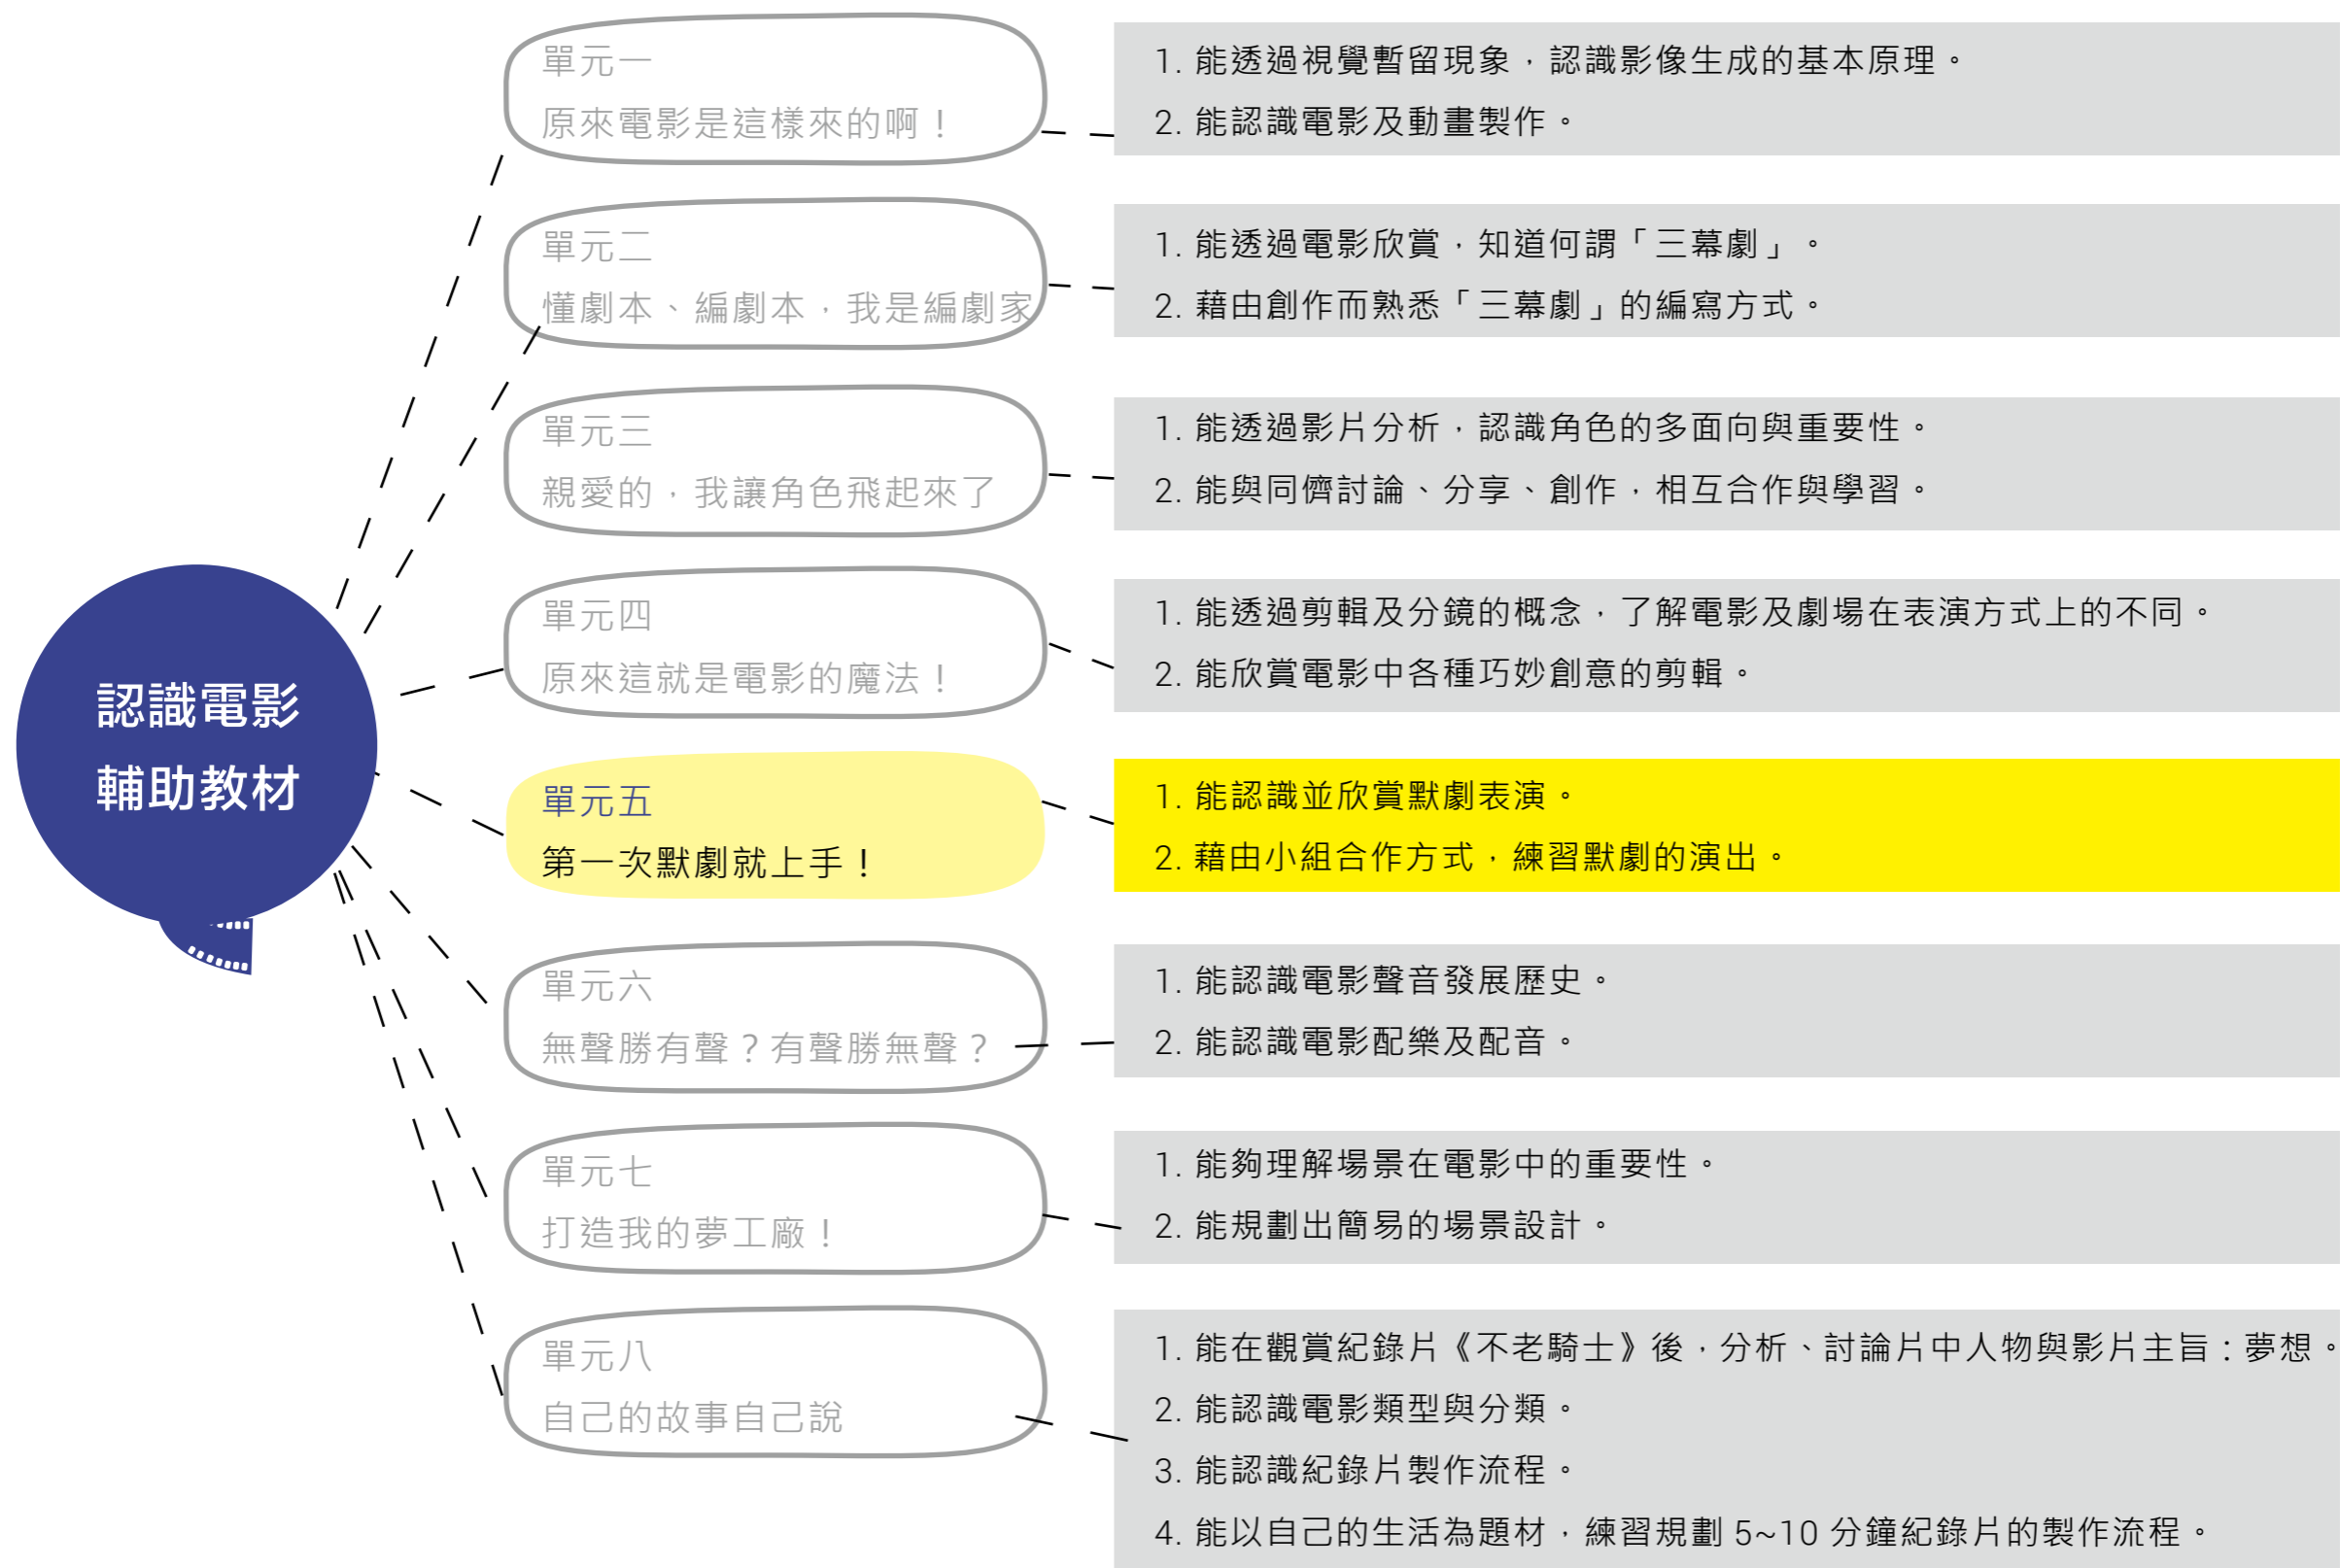 認識電影
輔助教材
單元一
原來電影是這樣來的啊！
1. 能透過視覺暫留現象，認識影像生成的基本原理。
2. 能認識電影及動畫製作。
單元二
懂劇本、編劇本，我是編劇家
1. 能透過電影欣賞，知道何謂「三幕劇」。
2. 藉由創作而熟悉「三幕劇」的編寫方式。
單元三
親愛的，我讓角色飛起來了
1. 能透過影片分析，認識角色的多面向與重要性。
2. 能與同儕討論、分享、創作，相互合作與學習。
單元四
原來這就是電影的魔法！
1. 能透過剪輯及分鏡的概念，了解電影及劇場在表演方式上的不同。
2. 能欣賞電影中各種巧妙創意的剪輯。
單元五
第一次默劇就上手！
1. 能認識並欣賞默劇表演。
2. 藉由小組合作方式，練習默劇的演出。
單元六
無聲勝有聲？有聲勝無聲？
1. 能認識電影聲音發展歷史。
2. 能認識電影配樂及配音。
單元七
打造我的夢工廠！
1. 能夠理解場景在電影中的重要性。
2. 能規劃出簡易的場景設計。
單元八
自己的故事自己說
1. 能在觀賞紀錄片《不老騎士》後，分析、討論片中人物與影片主旨：夢想。
2. 能認識電影類型與分類。
3. 能認識紀錄片製作流程。
4. 能以自己的生活為題材，練習規劃 5~10 分鐘紀錄片的製作流程。